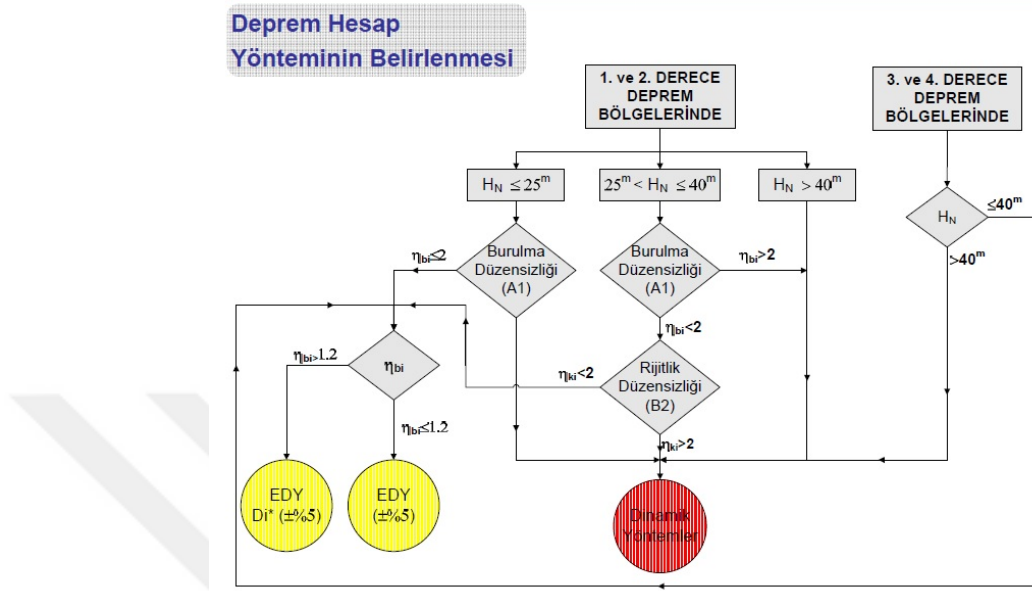 Deprem Hesap
Yönteminin Belirlenmesi
1. ve 2. DERECE
DEPREM
BÖLGELERİNDE
3. ve 4. DERECE
DEPREM
BÖLGELERİNDE
H_N ≤ 25^m
25^m < H_N ≤ 40^m
H_N > 40^m
H_N
≤40^m
>40^m
Burulma
Düzensizliği
(A1)
η_bi≤2
Burulma
Düzensizliği
(A1)
η_bi>2
η_bi<2
η_bi
η_bi>1.2
η_bi≤1.2
Rijitlik
Düzensizliği
(B2)
η_ki<2
η_ki>2
EDY
Di* (±%5)
EDY
(±%5)
Dinamik
Yöntemler